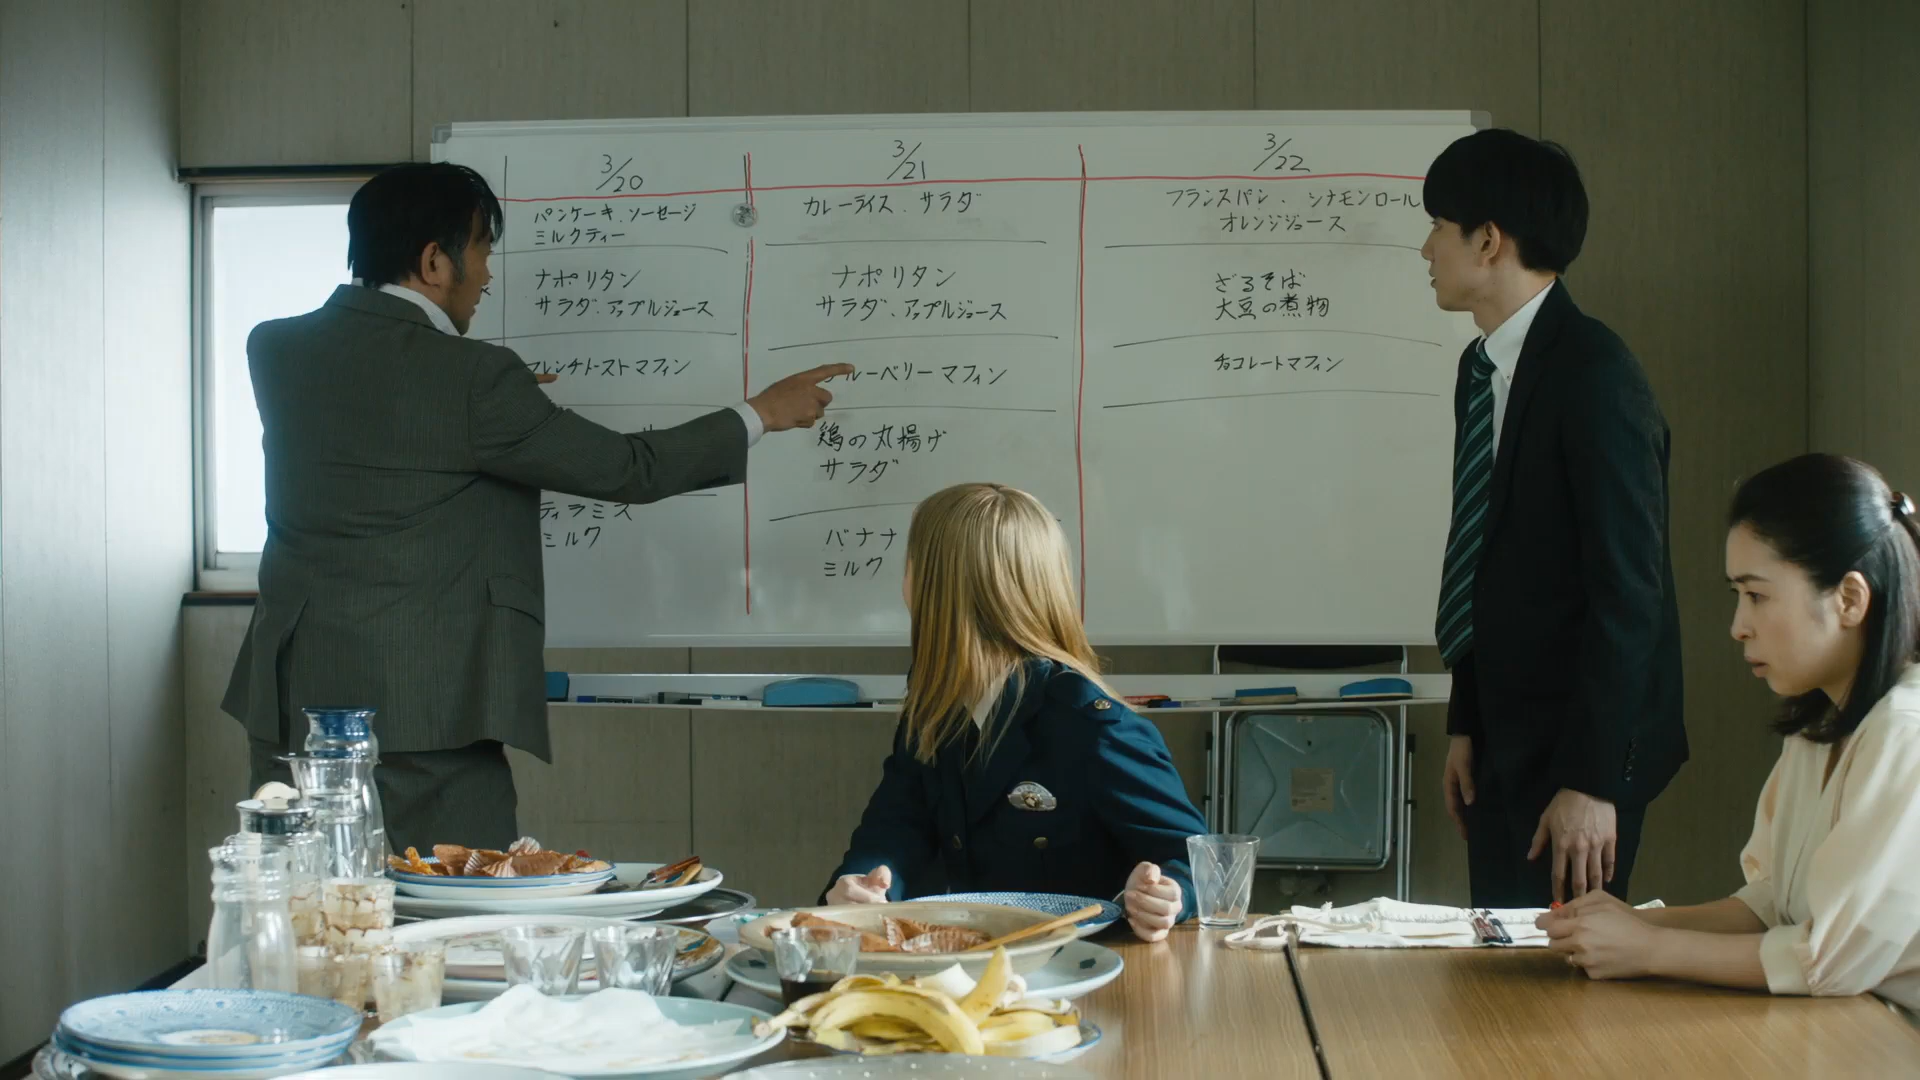 3/20
パンケーキ、ソーセージ
ミルクティー
ナポリタン
サラダ、アップルジュース
フレンチトーストマフィン
ティラミス
ミルク
3/21
カレーライス、サラダ
ナポリタン
サラダ、アップルジュース
ブルーベリーマフィン
鶏の丸揚げ
サラダ
バナナ
ミルク
3/22
フランスパン、シナモンロール
オレンジジュース
ざるそば
大豆の煮物
チョコレートマフィン